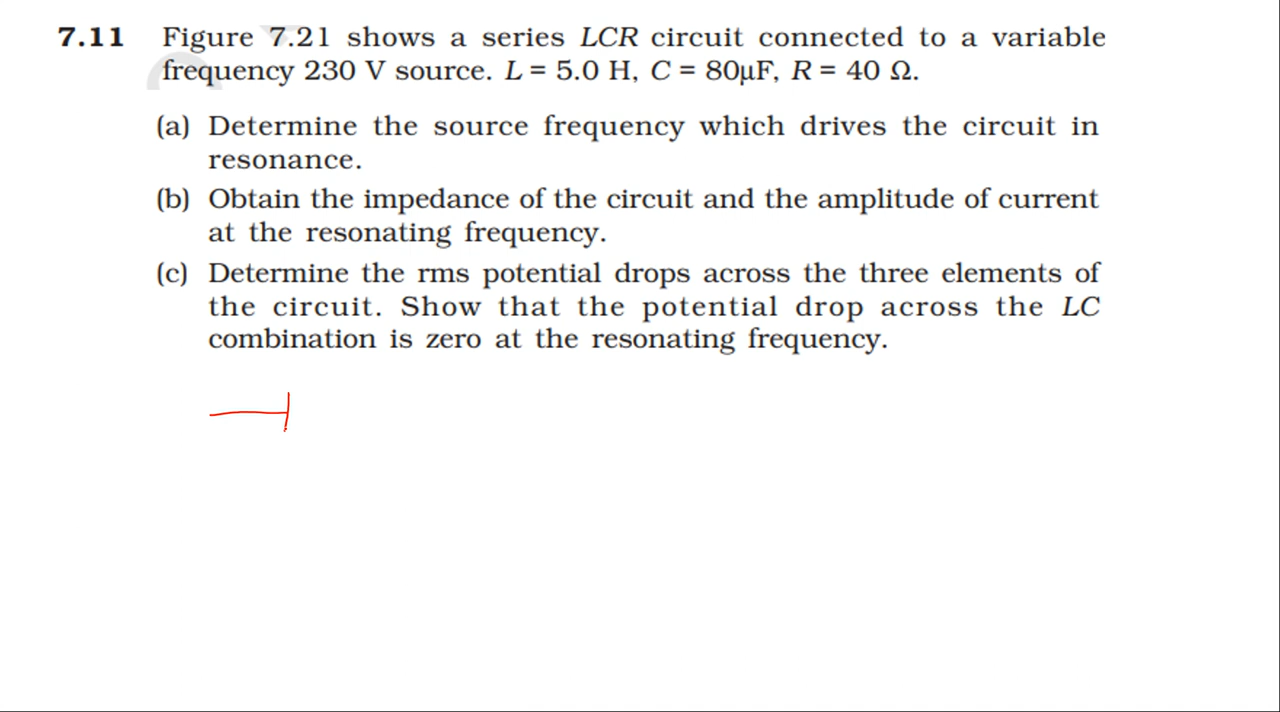 7.11 Figure 7.21 shows a series LCR circuit connected to a variable
frequency 230 V source. L = 5.0 H, C = 80μF, R = 40 Ω.
(a) Determine the source frequency which drives the circuit in
resonance.
(b) Obtain the impedance of the circuit and the amplitude of current
at the resonating frequency.
(c) Determine the rms potential drops across the three elements of
the circuit. Show that the potential drop across the LC
combination is zero at the resonating frequency.